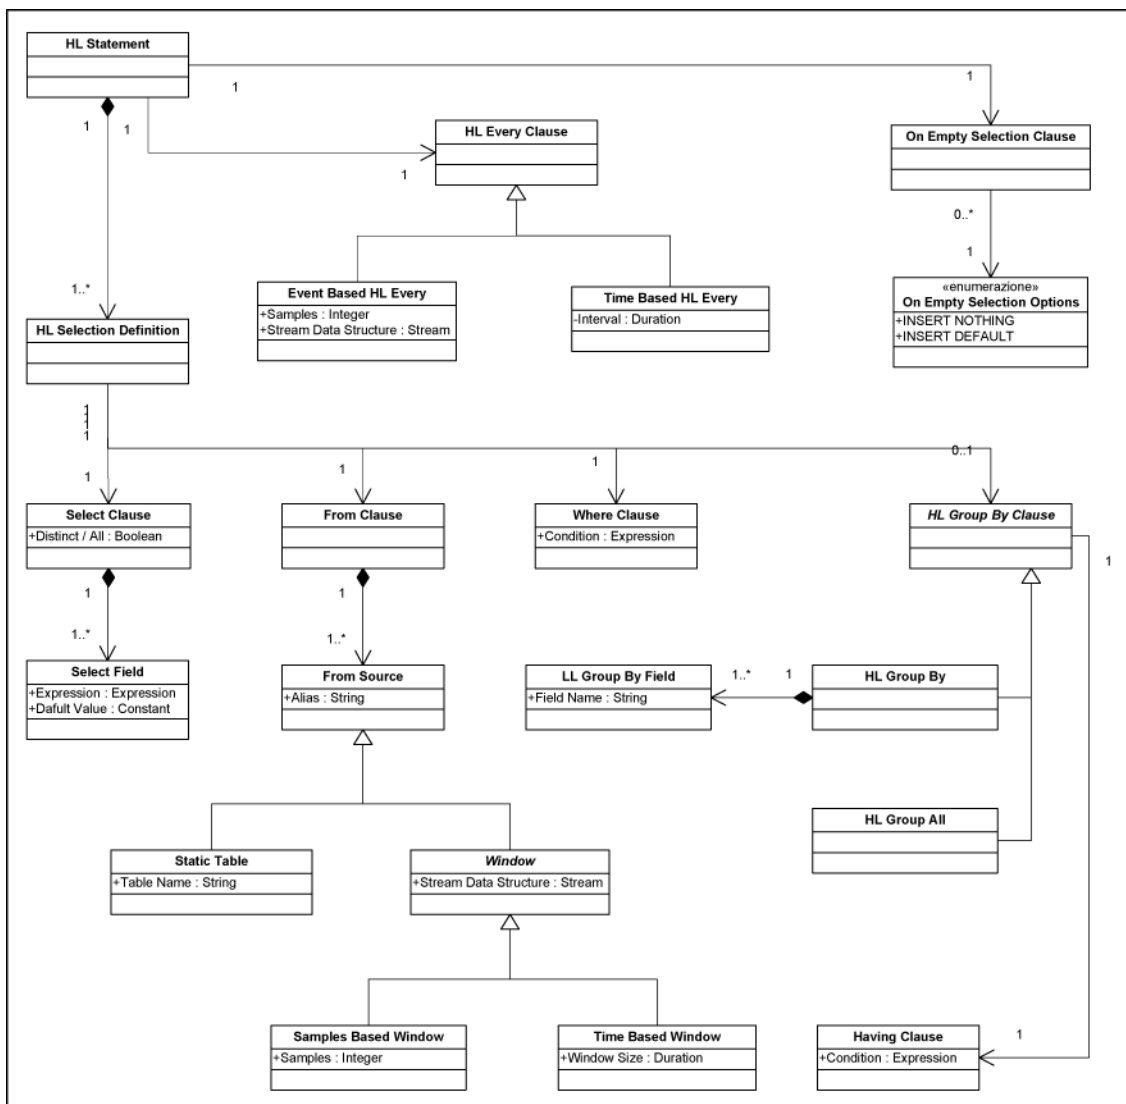 HL Statement
1
1
1
1
HL Every Clause
1
1
On Empty Selection Clause
0..*
1
«enumerazione»
On Empty Selection Options
+INSERT NOTHING
+INSERT DEFAULT
Event Based HL Every
+Samples : Integer
+Stream Data Structure : Stream
Time Based HL Every
-Interval : Duration
1..*
HL Selection Definition
1
1
1
1
1
1
1
0..1
Select Clause
+Distinct / All : Boolean
From Clause
Where Clause
+Condition : Expression
HL Group By Clause
1
1
1..*
1
1..*
Select Field
+Expression : Expression
+Dafult Value : Constant
From Source
+Alias : String
LL Group By Field
+Field Name : String
1..*
1
HL Group By
HL Group All
Static Table
+Table Name : String
Window
+Stream Data Structure : Stream
Samples Based Window
+Samples : Integer
Time Based Window
+Window Size : Duration
Having Clause
+Condition : Expression
1